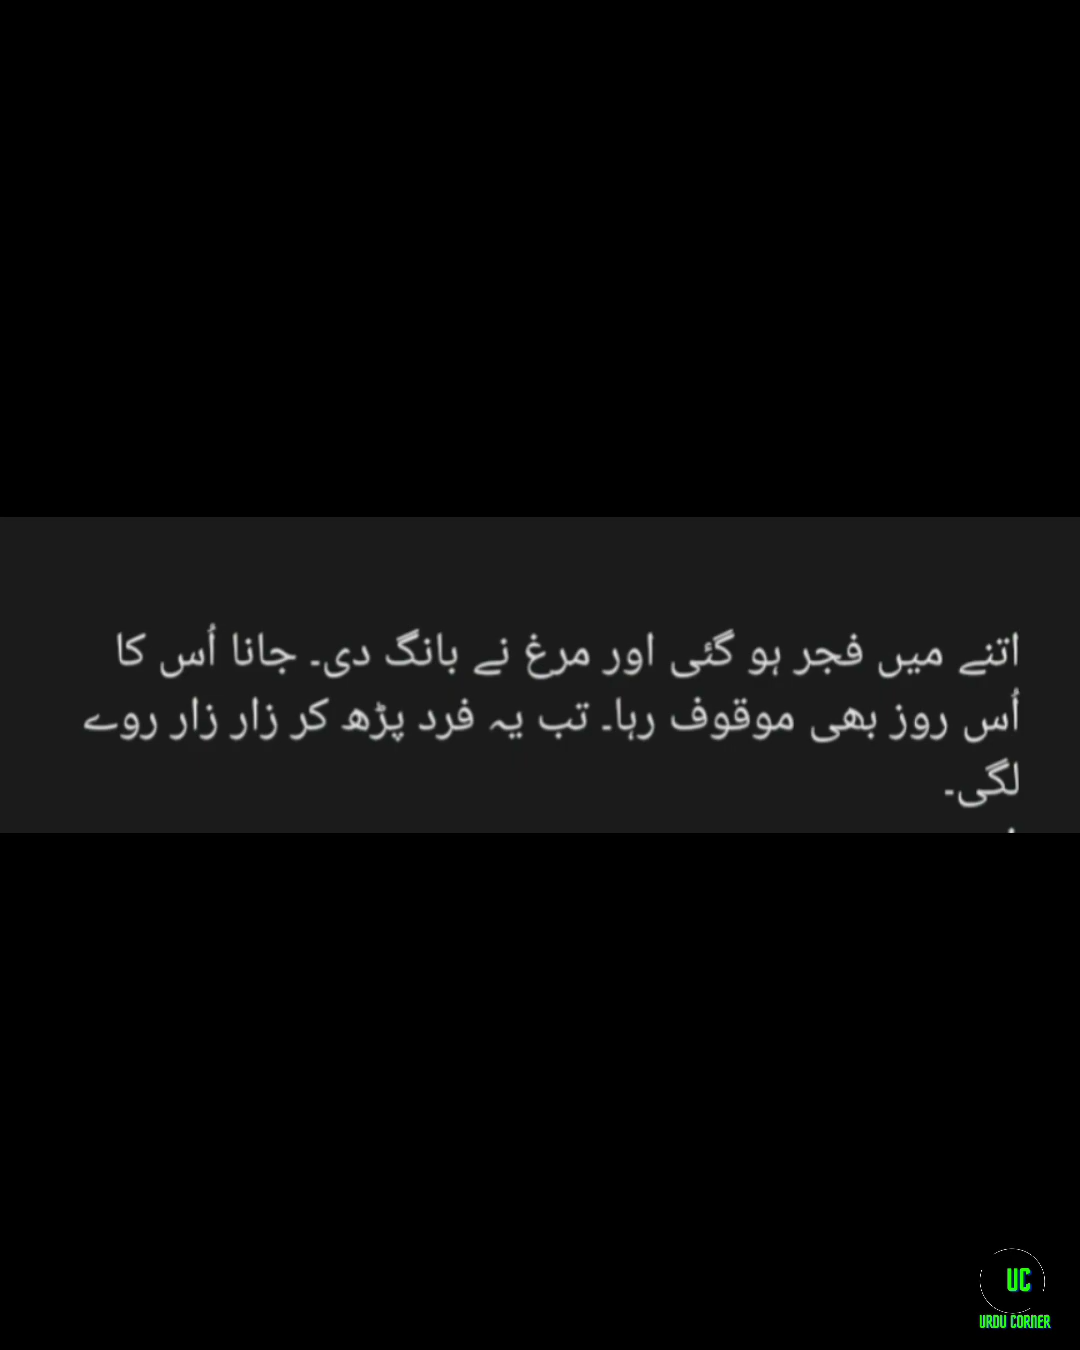 اتنے میں فجر ہو گئی اور مرغ نے بانگ دی۔ جانا اُس کا
اُس روز بھی موقوف رہا۔ تب یہ فرد پڑھ کر زار زار روے
لگی۔
UC
URDU CORNER